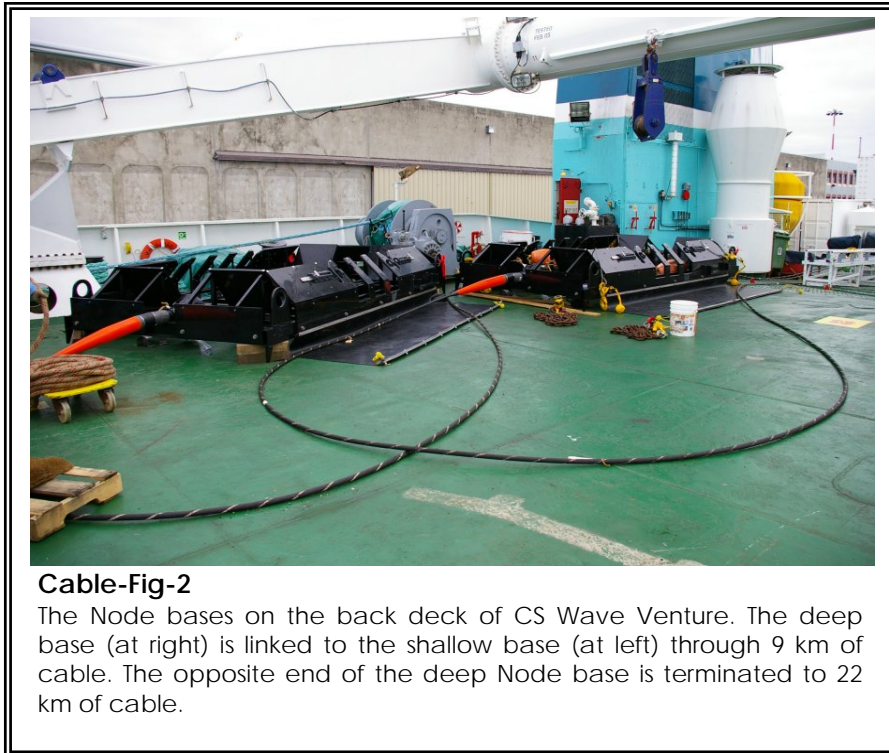 Cable-Fig-2
The Node bases on the back deck of CS Wave Venture. The deep
base (at right) is linked to the shallow base (at left) through 9 km of
cable. The opposite end of the deep Node base is terminated to 22
km of cable.